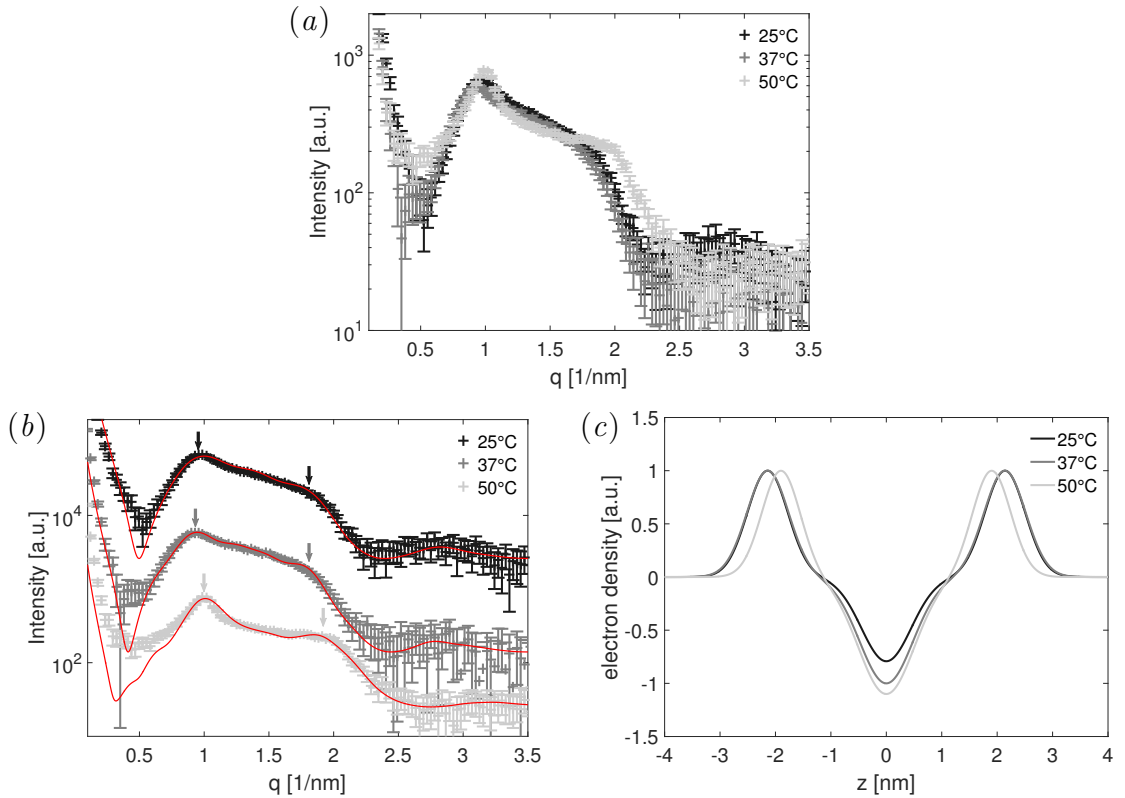 (a)
25°C
37°C
50°C
10³
10²
10¹
Intensity [a.u.]
0.5 1 1.5 2 2.5 3 3.5
q [1/nm]
(b)
25°C
37°C
50°C
10⁴
10²
Intensity [a.u.]
0.5 1 1.5 2 2.5 3 3.5
q [1/nm]
(c)
25°C
37°C
50°C
1.5
1
0.5
0
-0.5
-1
-1.5
electron density [a.u.]
-4 -3 -2 -1 0 1 2 3 4
z [nm]